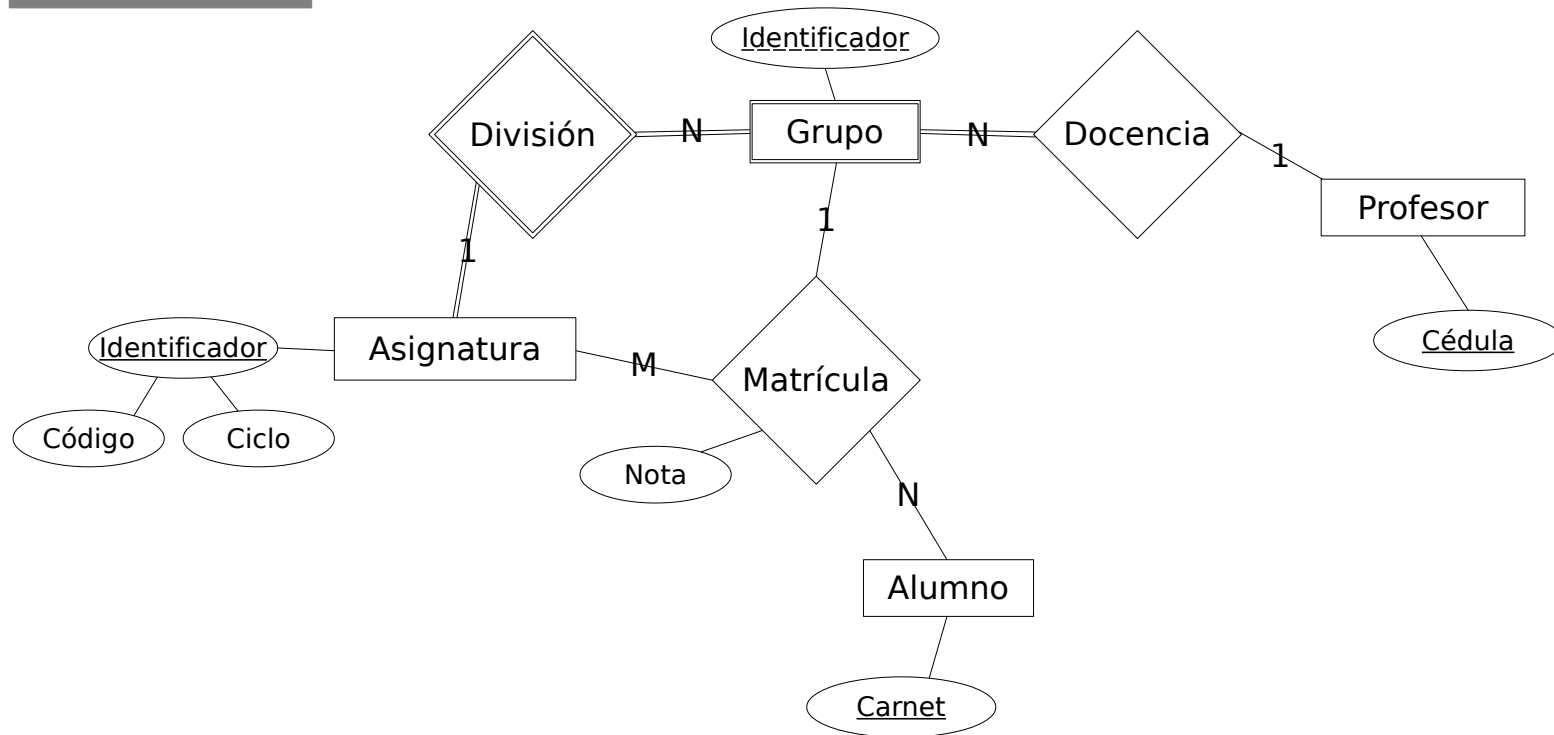 Identificador
División
N
Grupo
N
Docencia
1
Profesor
1
1
Identificador
Asignatura
M
Matrícula
Cédula
Código
Ciclo
Nota
N
Alumno
Carnet